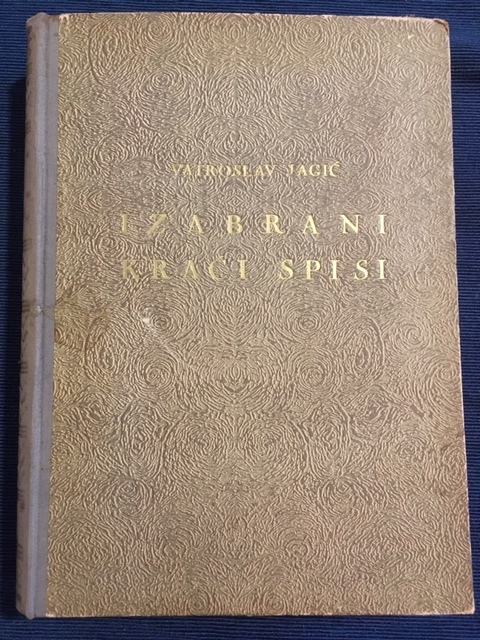 VATROSLAV JAGIĆ
IZABRANI
KRAĆI SPISI